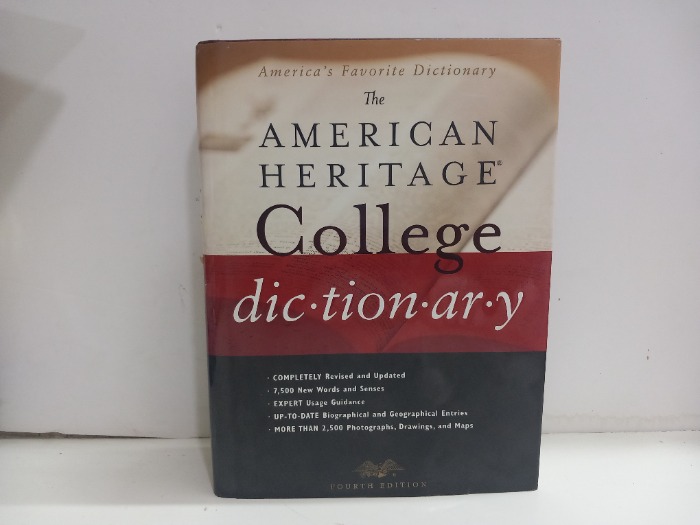 America's Favorite Dictionary
The
AMERICAN
HERITAGE®
College
dic·tion·ar·y
· COMPLETELY Revised and Updated
· 7,500 New Words and Senses
· EXPERT Usage Guidance
· UP-TO-DATE Biographical and Geographical Entries
· MORE THAN 2,500 Photographs, Drawings, and Maps
FOURTH EDITION